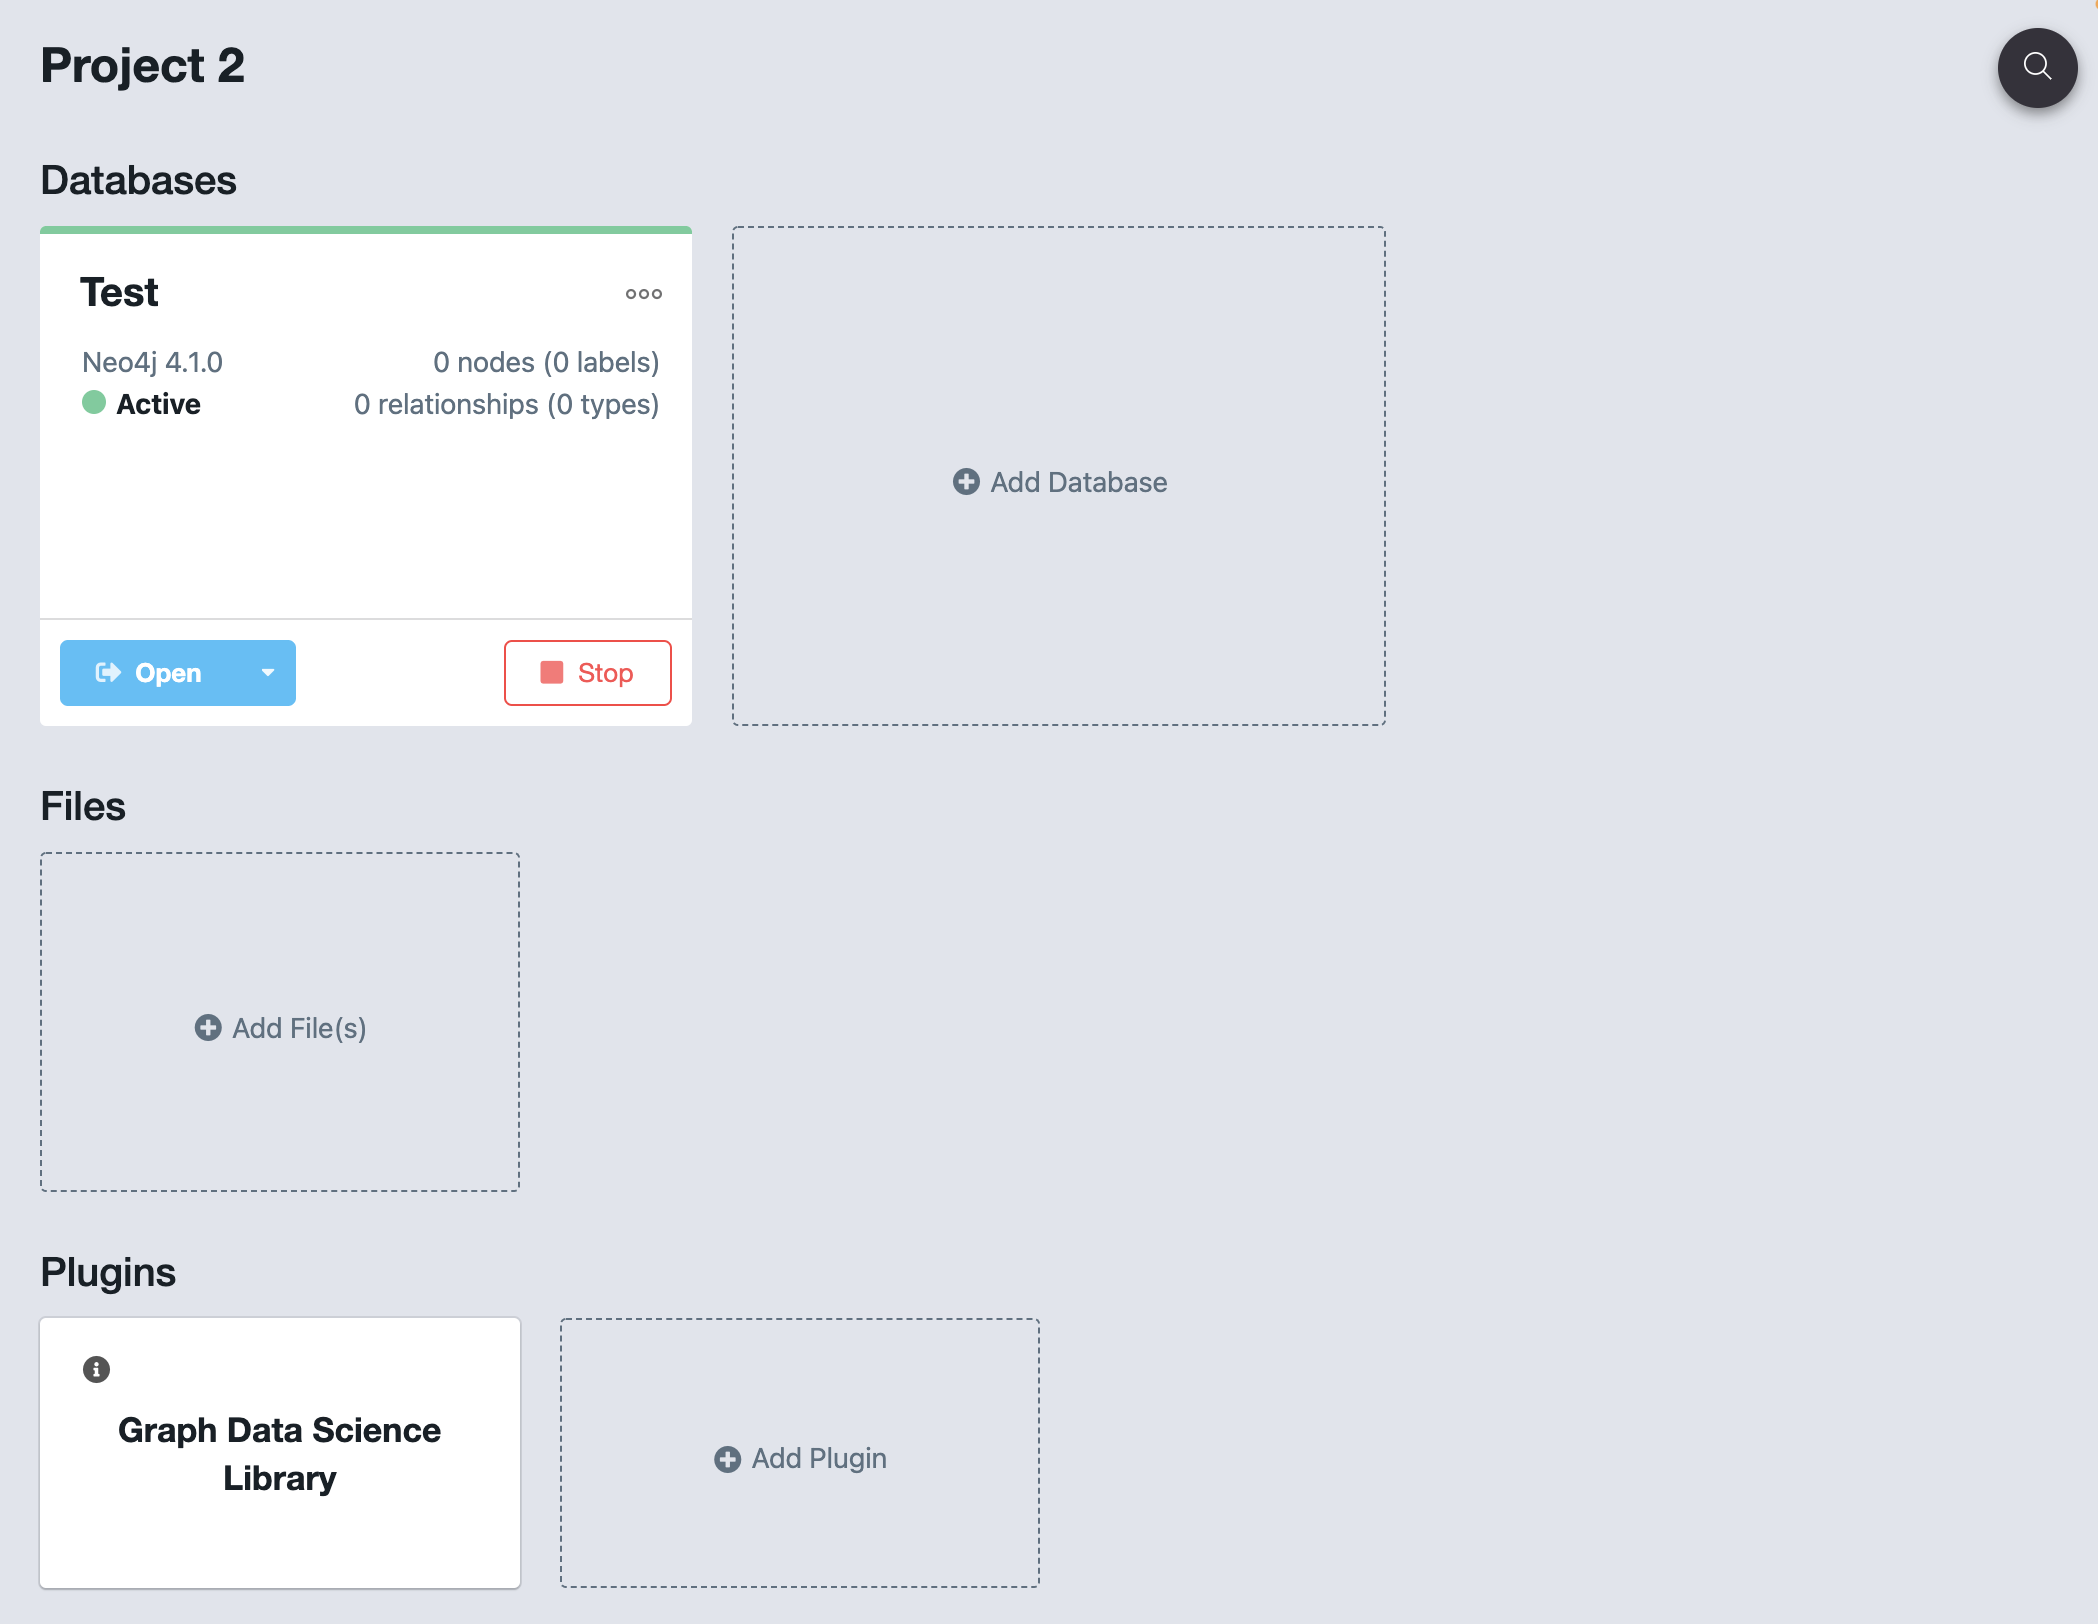 Project 2
Databases
Test
Neo4j 4.1.0
0 nodes (0 labels)
Active
0 relationships (0 types)
Open
Stop
Add Database
Files
Add File(s)
Plugins
Graph Data Science
Library
Add Plugin